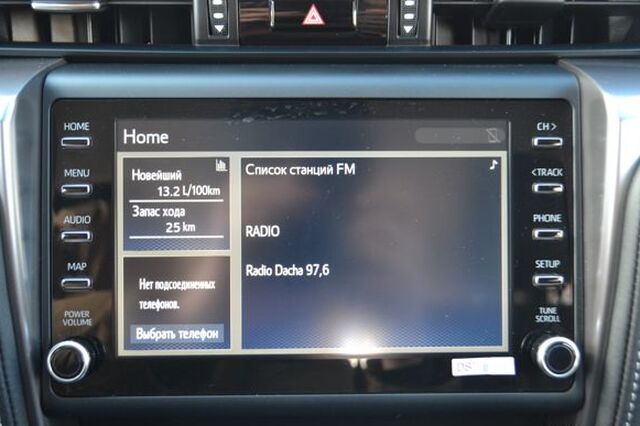 Home
HOME
MENU
AUDIO
MAP
POWER
VOLUME
Новейший
13.2 L/100km
Запас хода
25 km
Нет подсоединенных
телефонов.
Выбрать телефон
Список станций FM
RADIO
Radio Dacha 97,6
CH>
<TRACK
PHONE
SETUP
TUNE
SCROLL